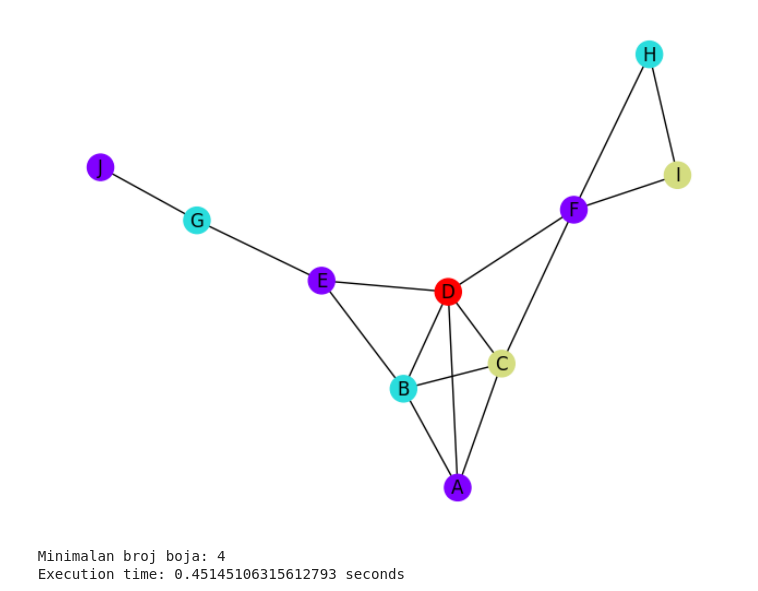 H
J
I
F
G
E
D
C
B
A
Minimalan broj boja: 4
Execution time: 0.45145106315612793 seconds